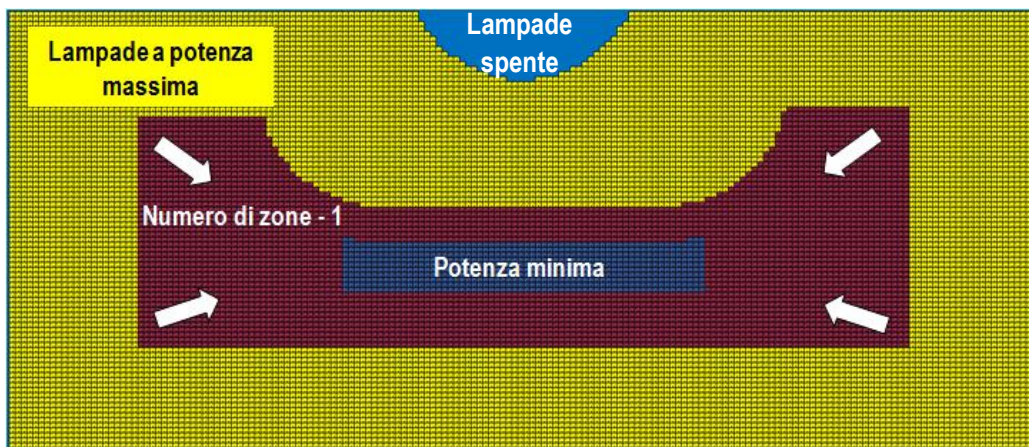 Lampade
spente
Lampade a potenza
massima
Numero di zone - 1
Potenza minima